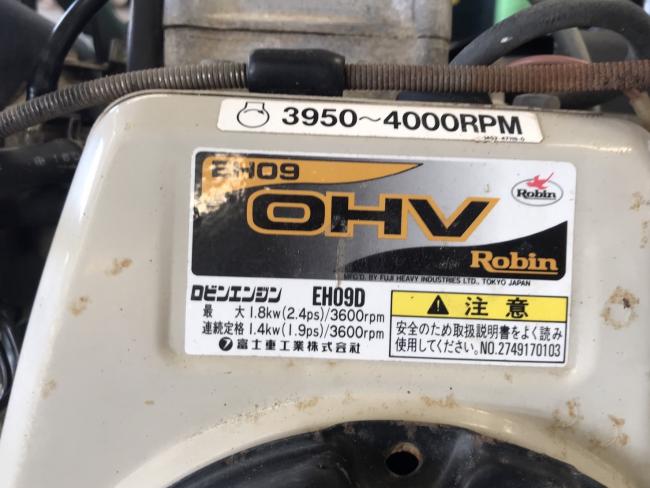 3950～4000RPM
EH09
OHV
Robin
Robin
MFG'D. BY FUJI HEAVY INDUSTRIES LTD., TOKYO JAPAN
ロビンエンジン EH09D
最 大 1.8kw(2.4ps)/3600rpm
連続定格 1.4kw(1.9ps)/3600rpm
富士重工業株式会社
注意
安全のため取扱説明書をよく読み
使用してください。NO.2749170103